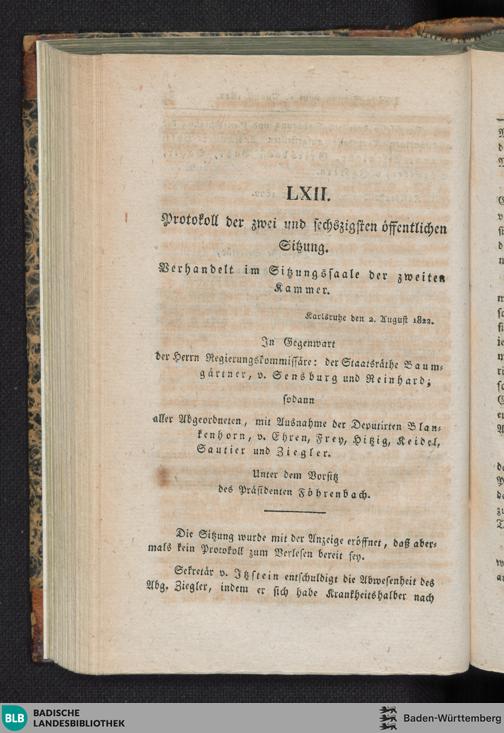 LXII.
Protokoll der zwei und sechszigsten öffentlichen
Sitzung.
Verhandelt im Sitzungssaale der zweiten
Kammer.
Karlsruhe den 2. August 1822.
In Gegenwart
der Herrn Regierungskommissäre: der Staatsräthe Baum-
gärtner, v. Sensburg und Reinhard;
sodann
aller Abgeordneten, mit Ausnahme der Deputirten Blan-
kenhorn, v. Ehren, Frey, Hitzig, Keidel,
Sautier und Ziegler.
Unter dem Vorsitz
des Präsidenten Föhrenbach.
Die Sitzung wurde mit der Anzeige eröffnet, daß aber-
mals kein Protokoll zum Verlesen bereit sey.
Sekretär v. Itzstein entschuldigt die Abwesenheit des
Abg. Ziegler, indem er sich habe Krankheitshalber nach
BLB BADISCHE
LANDESBIBLIOTHEK
Baden-Württemberg